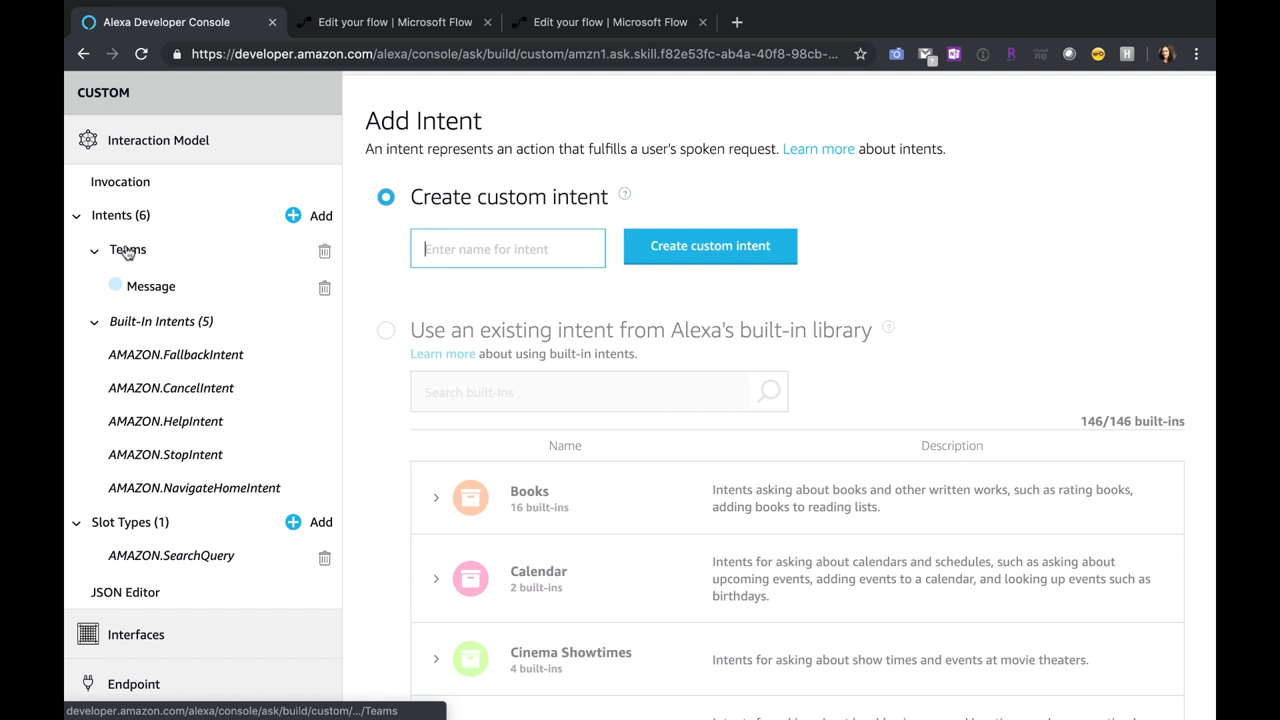 Alexa Developer Console
Edit your flow | Microsoft Flow
Edit your flow | Microsoft Flow
https://developer.amazon.com/alexa/console/ask/build/custom/amzn1.ask.skill.f82e53fc-ab4a-40f8-98cb-...
CUSTOM
Interaction Model
Invocation
Intents (6)
Add
Teams
Message
Built-In Intents (5)
AMAZON.FallbackIntent
AMAZON.CancelIntent
AMAZON.HelpIntent
AMAZON.StopIntent
AMAZON.NavigateHomeIntent
Slot Types (1)
Add
AMAZON.SearchQuery
JSON Editor
Interfaces
Endpoint
developer.amazon.com/alexa/console/ask/build/custom/.../Teams
Add Intent
An intent represents an action that fulfills a user's spoken request. Learn more about intents.
Create custom intent
Enter name for intent
Create custom intent
Use an existing intent from Alexa's built-in library
Learn more about using built-in intents.
Search built-ins
146/146 built-ins
Name
Description
Books
16 built-ins
Intents asking about books and other written works, such as rating books,
adding books to reading lists.
Calendar
2 built-ins
Intents for asking about calendars and schedules, such as asking about
upcoming events, adding events to a calendar, and looking up events such as
birthdays.
Cinema Showtimes
4 built-ins
Intents for asking about show times and events at movie theaters.